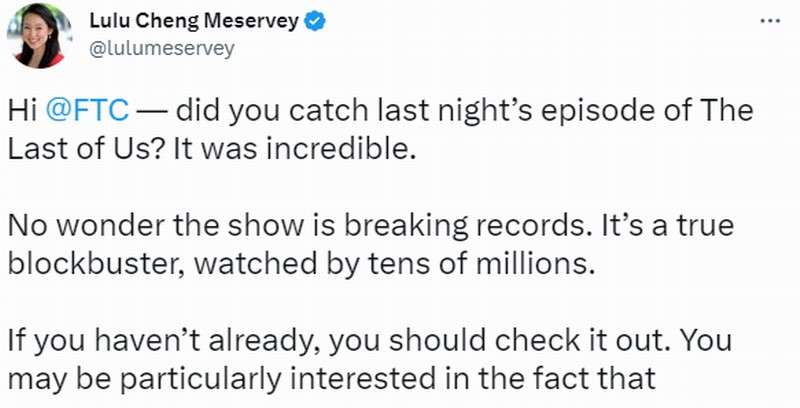 Lulu Cheng Meservey
@lulumeservey
Hi @FTC — did you catch last night’s episode of The
Last of Us? It was incredible.
No wonder the show is breaking records. It’s a true
blockbuster, watched by tens of millions.
If you haven’t already, you should check it out. You
may be particularly interested in the fact that